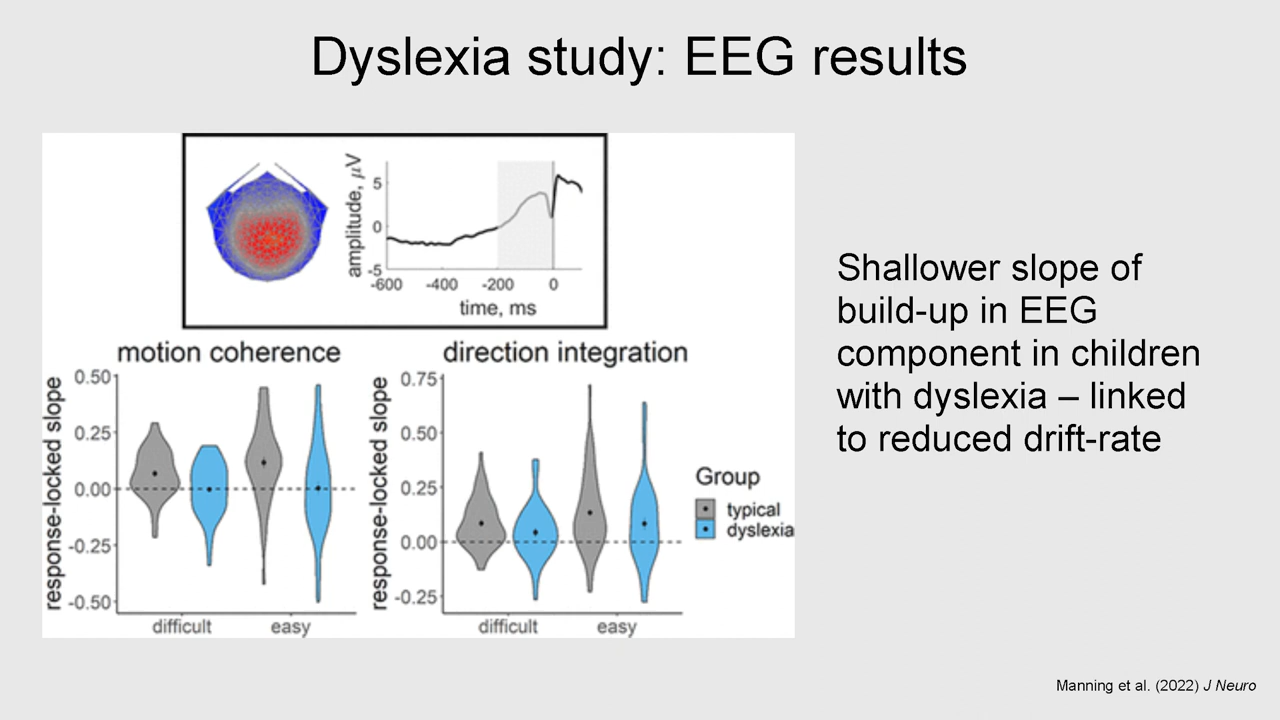 Dyslexia study: EEG results
amplitude, μV
5
0
-5
-600 -400 -200 0
time, ms
motion coherence
response-locked slope
0.50
0.25
0.00
-0.25
-0.50
difficult easy
direction integration
response-locked slope
0.75
0.50
0.25
0.00
-0.25
difficult easy
Group
typical
dyslexia
Shallower slope of
build-up in EEG
component in children
with dyslexia – linked
to reduced drift-rate
Manning et al. (2022) J Neuro